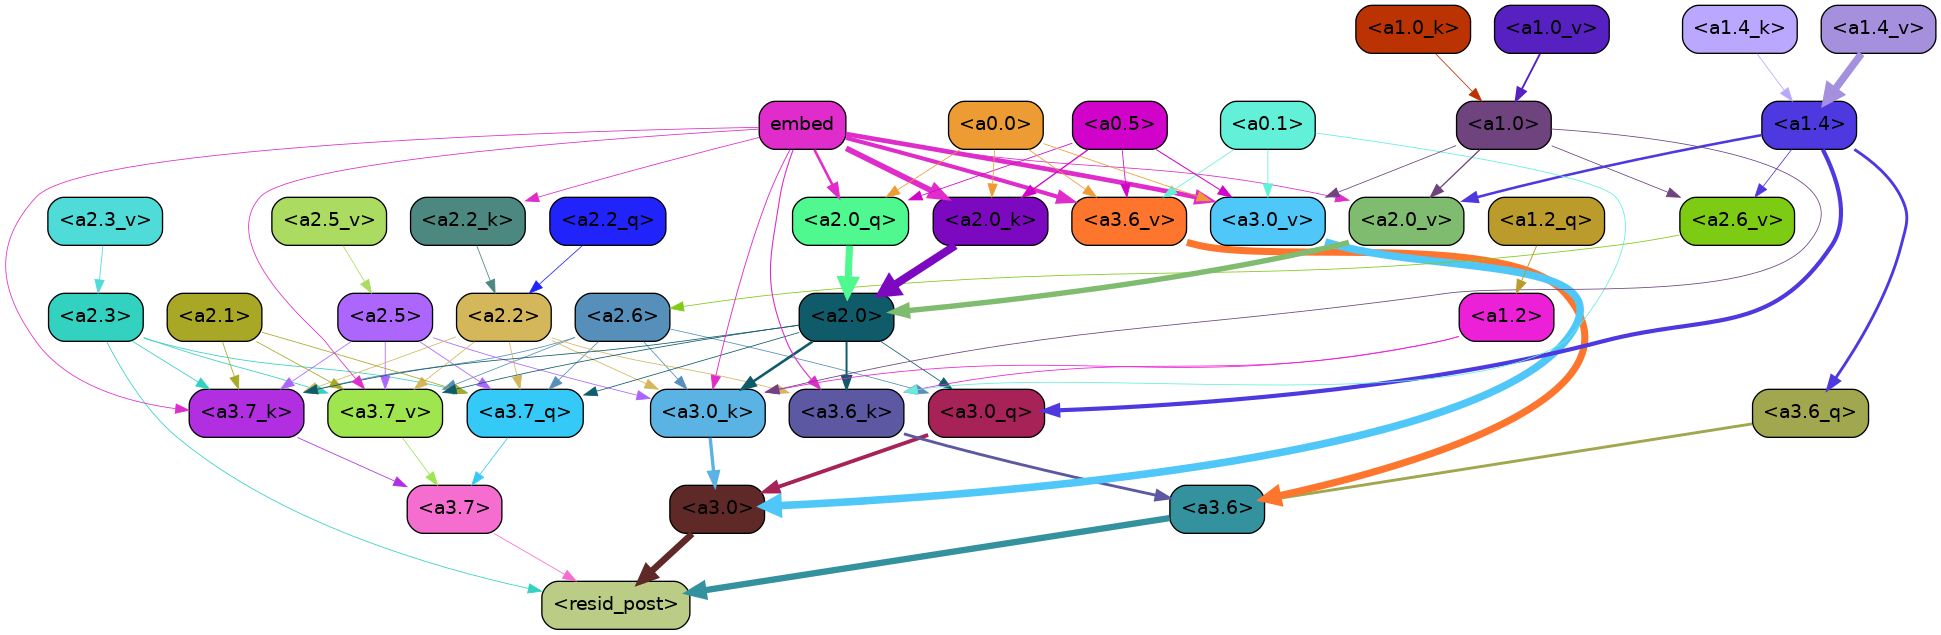 <a1.0_k>
<a1.0_v>
<a1.4_k>
<a1.4_v>
embed
<a0.0>
<a0.5>
<a0.1>
<a1.0>
<a1.4>
<a2.3_v>
<a2.5_v>
<a2.2_k>
<a2.2_q>
<a2.0_q>
<a2.0_k>
<a3.6_v>
<a3.0_v>
<a2.0_v>
<a1.2_q>
<a2.6_v>
<a2.3>
<a2.1>
<a2.5>
<a2.2>
<a2.6>
<a2.0>
<a1.2>
<a3.7_k>
<a3.7_v>
<a3.7_q>
<a3.0_k>
<a3.6_k>
<a3.0_q>
<a3.6_q>
<a3.7>
<a3.0>
<a3.6>
<resid_post>